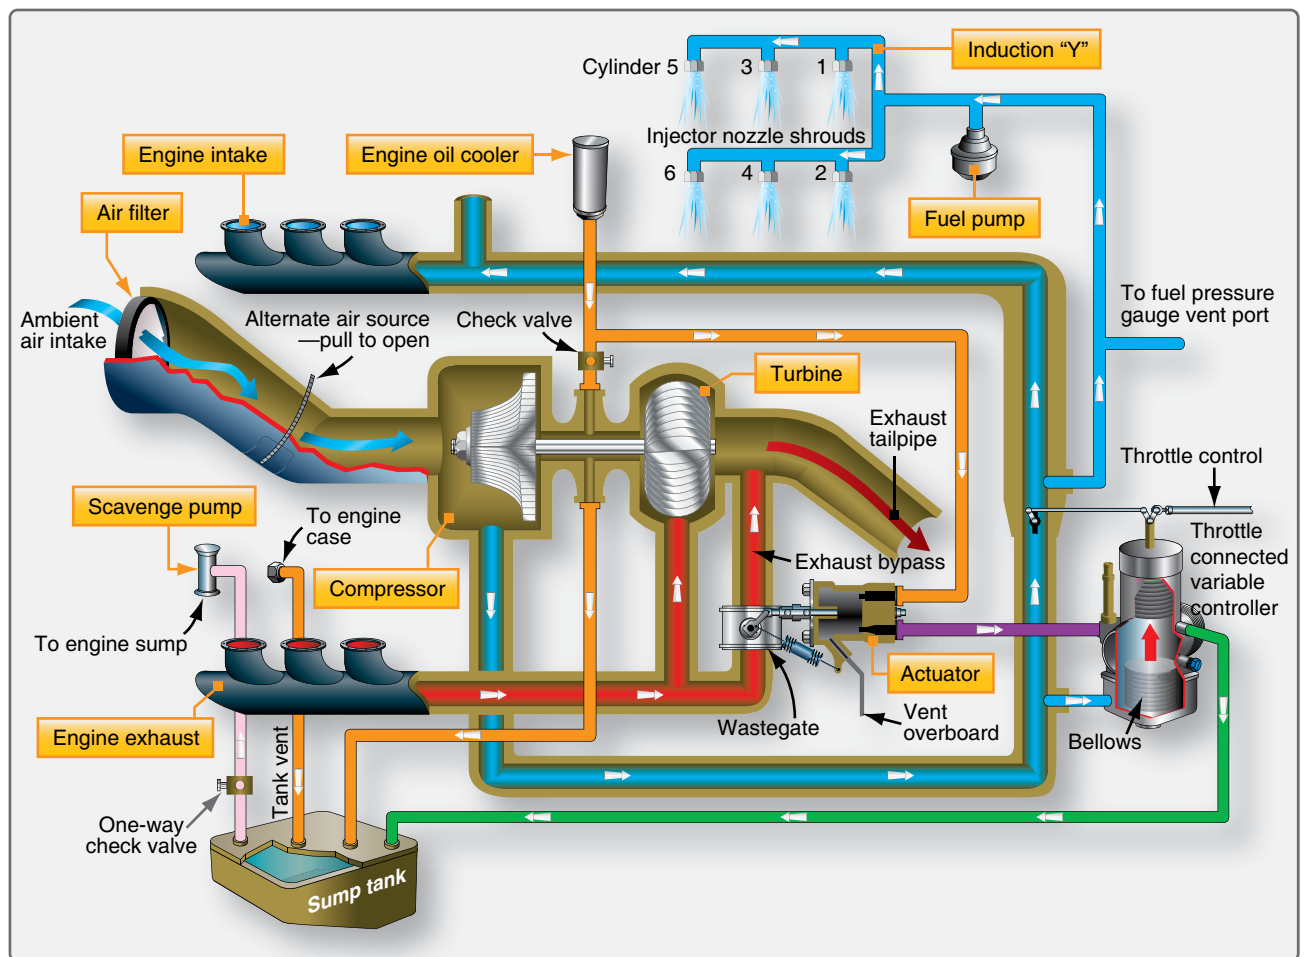 Induction “Y”
Cylinder 5
3
1
Injector nozzle shrouds
6
4
2
Fuel pump
Engine intake
Engine oil cooler
Air filter
Ambient
air intake
Alternate air source
—pull to open
Check valve
To fuel pressure
gauge vent port
Turbine
Exhaust
tailpipe
Throttle control
Scavenge pump
To engine
case
Compressor
Exhaust bypass
Throttle
connected
variable
controller
To engine sump
Actuator
Engine exhaust
Wastegate
Vent
overboard
Bellows
Tank vent
One-way
check valve
Sump tank